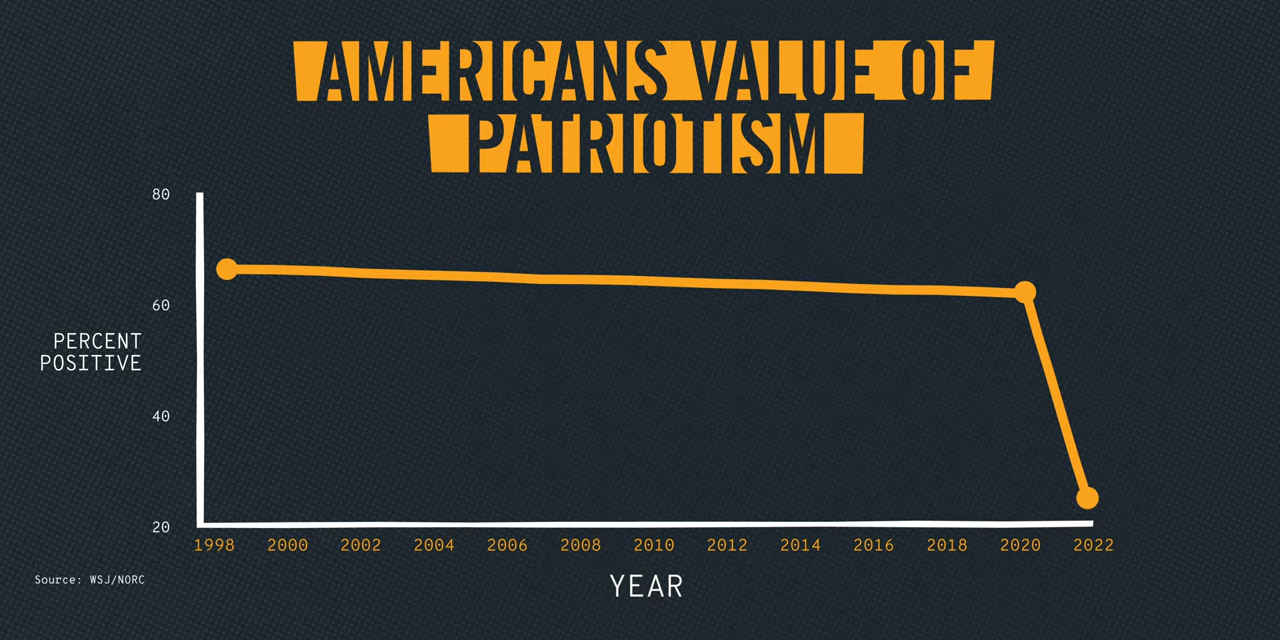 AMERICANS VALUE OF
PATRIOTISM
80
60
PERCENT
POSITIVE
40
20
1998 2000 2002 2004 2006 2008 2010 2012 2014 2016 2018 2020 2022
Source: WSJ/NORC
YEAR